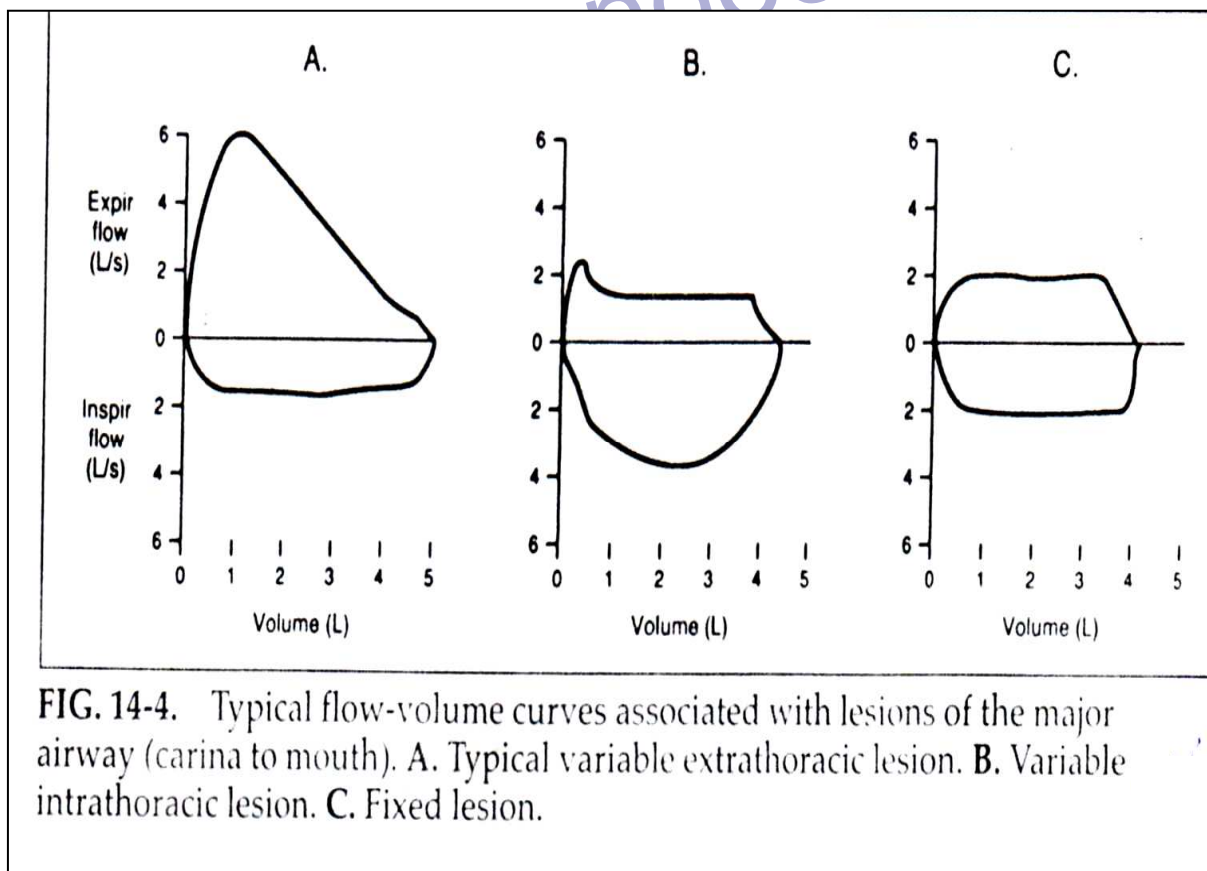 A.
B.
C.
6
4
2
0
2
4
6
Expir
flow
(L/s)
Inspir
flow
(L/s)
0 1 2 3 4 5
Volume (L)
6
4
2
0
2
4
6
0 1 2 3 4 5
Volume (L)
6
4
2
0
2
4
6
0 1 2 3 4 5
Volume (L)
FIG. 14-4. Typical flow-volume curves associated with lesions of the major
airway (carina to mouth). A. Typical variable extrathoracic lesion. B. Variable
intrathoracic lesion. C. Fixed lesion.